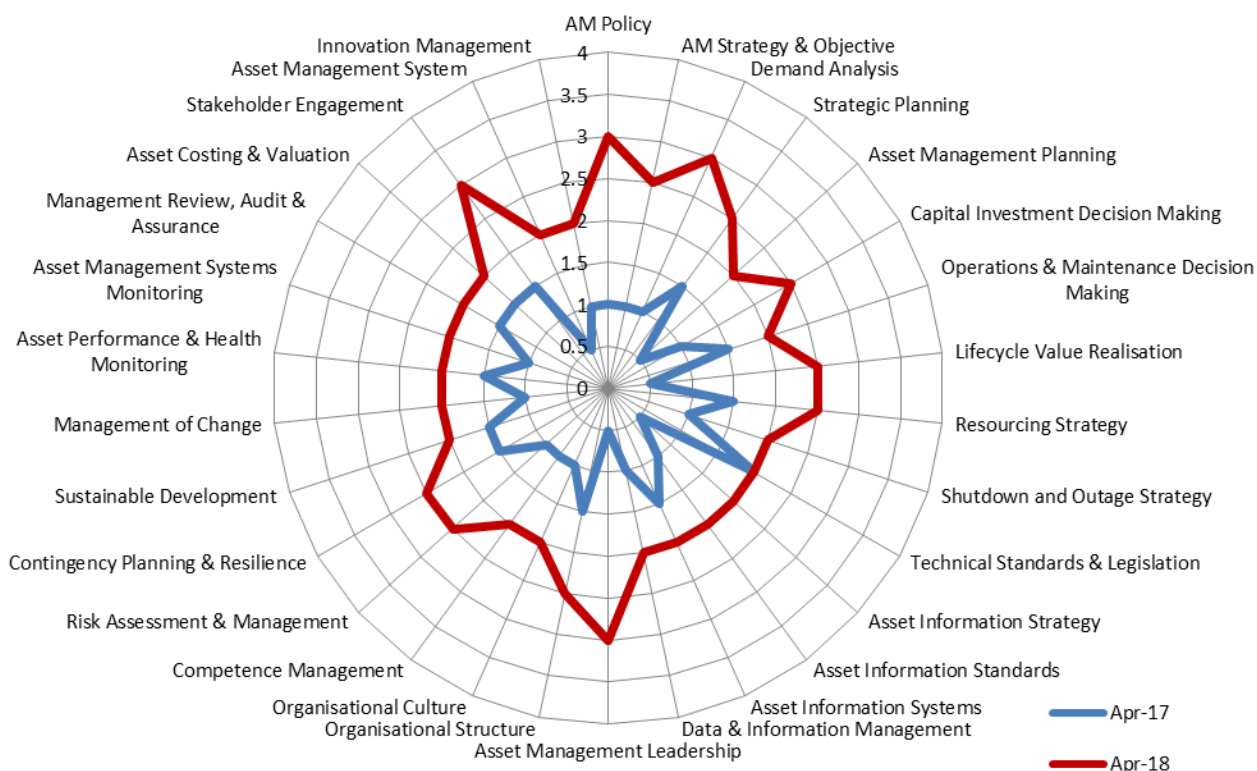 AM Policy
AM Strategy & Objective
Demand Analysis
Strategic Planning
Asset Management Planning
Capital Investment Decision Making
Operations & Maintenance Decision
Making
Lifecycle Value Realisation
Resourcing Strategy
Shutdown and Outage Strategy
Technical Standards & Legislation
Asset Information Strategy
Asset Information Standards
Asset Information Systems
Data & Information Management
Asset Management Leadership
Organisational Structure
Organisational Culture
Competence Management
Risk Assessment & Management
Contingency Planning & Resilience
Sustainable Development
Management of Change
Asset Performance & Health
Monitoring
Asset Management Systems
Monitoring
Management Review, Audit &
Assurance
Asset Costing & Valuation
Stakeholder Engagement
Asset Management System
Innovation Management
4
3.5
3
2.5
2
1.5
1
0.5
0
Apr-17
Apr-18